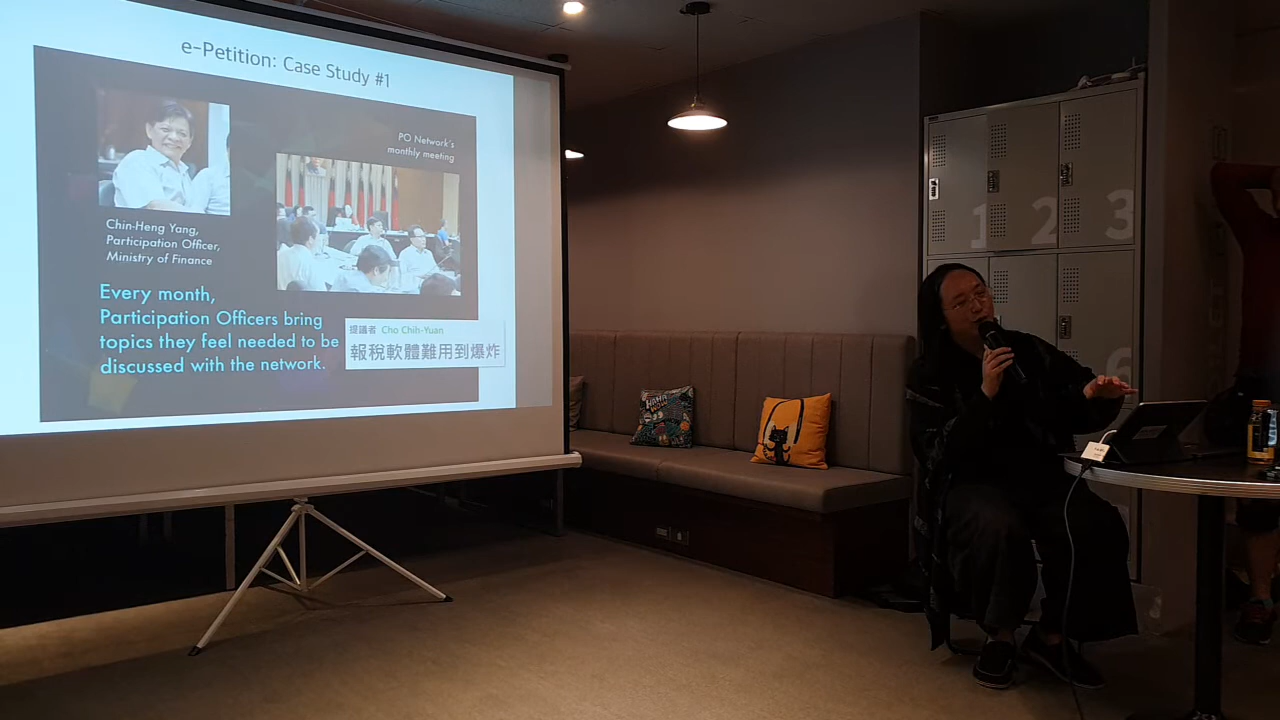 e-Petition: Case Study #1
PO Network's
monthly meeting
Chin-Heng Yang,
Participation Officer,
Ministry of Finance
Every month,
Participation Officers bring
topics they feel needed to be
discussed with the network.
提議者 Cho Chih-Yuan
報稅軟體難用到爆炸
HAHA
1
2
3
6